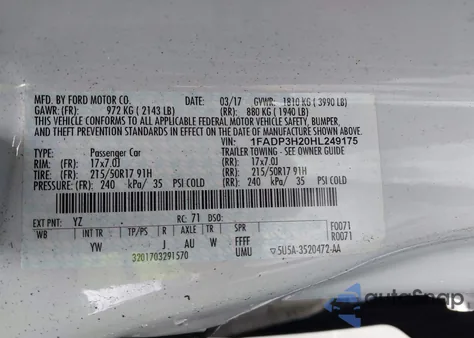 MFD. BY FORD MOTOR CO. 03/17 GVWR: 1810 KG ( 3990 LB)
GAWR: (FR) 972 KG ( 2143 LB) (RR) 880 KG ( 1940 LB)
THIS VEHICLE CONFORMS TO ALL APPLICABLE FEDERAL MOTOR VEHICLE SAFETY, BUMPER,
AND THEFT PREVENTION STANDARDS IN EFFECT ON THE DATE OF MANUFACTURE SHOWN ABOVE.
VIN: 1FADP3H20HL249175
TYPE: Passenger Car TRAILER TOWING - SEE OWNER GUIDE
RIM: (FR) 17x7.0J (RR) 17x7.0J
TIRE: 215/50R17 91H 215/50R17 91H
PRESSURE: (FR) 240 kPa/ 35 PSI COLD (RR) 240 kPa/ 35 PSI COLD
EXT PNT: YZ RC: 71 DSO: F0071
WB INT TR TP/PS R AXLE TR R0071
YW J AU W FFFF
3201703291570 UMU 5U5A-3520472-AA
autosnap